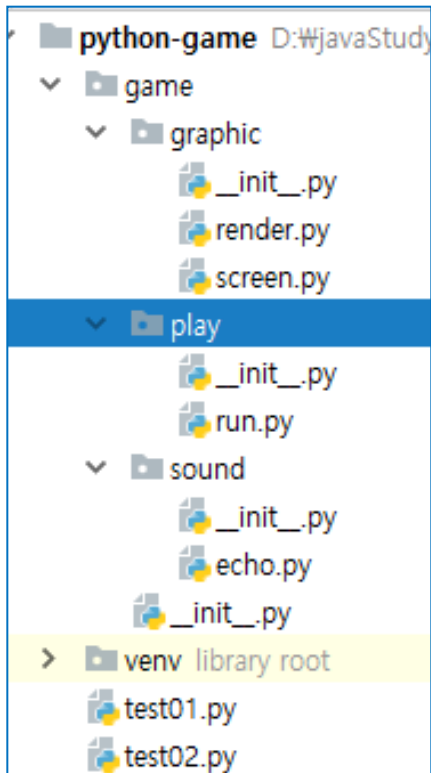 python-game D:₩javaStudy
game
graphic
__init__.py
render.py
screen.py
play
__init__.py
run.py
sound
__init__.py
echo.py
__init__.py
venv library root
test01.py
test02.py